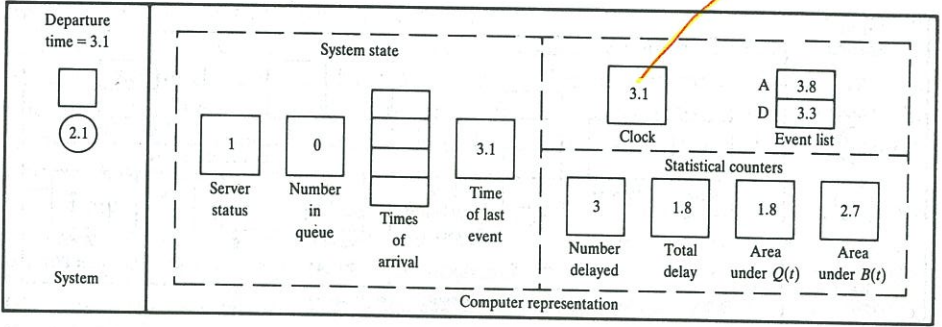 Departure
time = 3.1
2.1
System
System state
1
Server
status
0
Number
in
queue
Times
of
arrival
3.1
Time
of last
event
3.1
Clock
A 3.8
D 3.3
Event list
Statistical counters
3
Number
delayed
1.8
Total
delay
1.8
Area
under Q(t)
2.7
Area
under B(t)
Computer representation